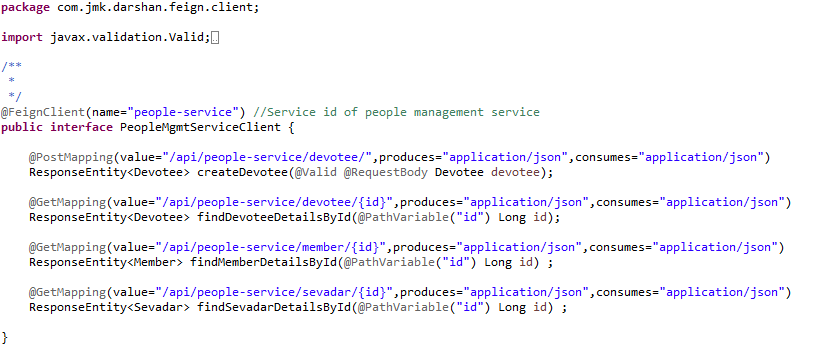 package com.jmk.darshan.feign.client;
import javax.validation.Valid;
/**
*
*/
@FeignClient(name="people-service") //Service id of people management service
public interface PeopleMgmtServiceClient {
@PostMapping(value="/api/people-service/devotee/",produces="application/json",consumes="application/json")
ResponseEntity<Devotee> createDevotee(@Valid @RequestBody Devotee devotee);
@GetMapping(value="/api/people-service/devotee/{id}",produces="application/json",consumes="application/json")
ResponseEntity<Devotee> findDevoteeDetailsById(@PathVariable("id") Long id);
@GetMapping(value="/api/people-service/member/{id}",produces="application/json",consumes="application/json")
ResponseEntity<Member> findMemberDetailsById(@PathVariable("id") Long id) ;
@GetMapping(value="/api/people-service/sevadar/{id}",produces="application/json",consumes="application/json")
ResponseEntity<Sevadar> findSevadarDetailsById(@PathVariable("id") Long id) ;
}